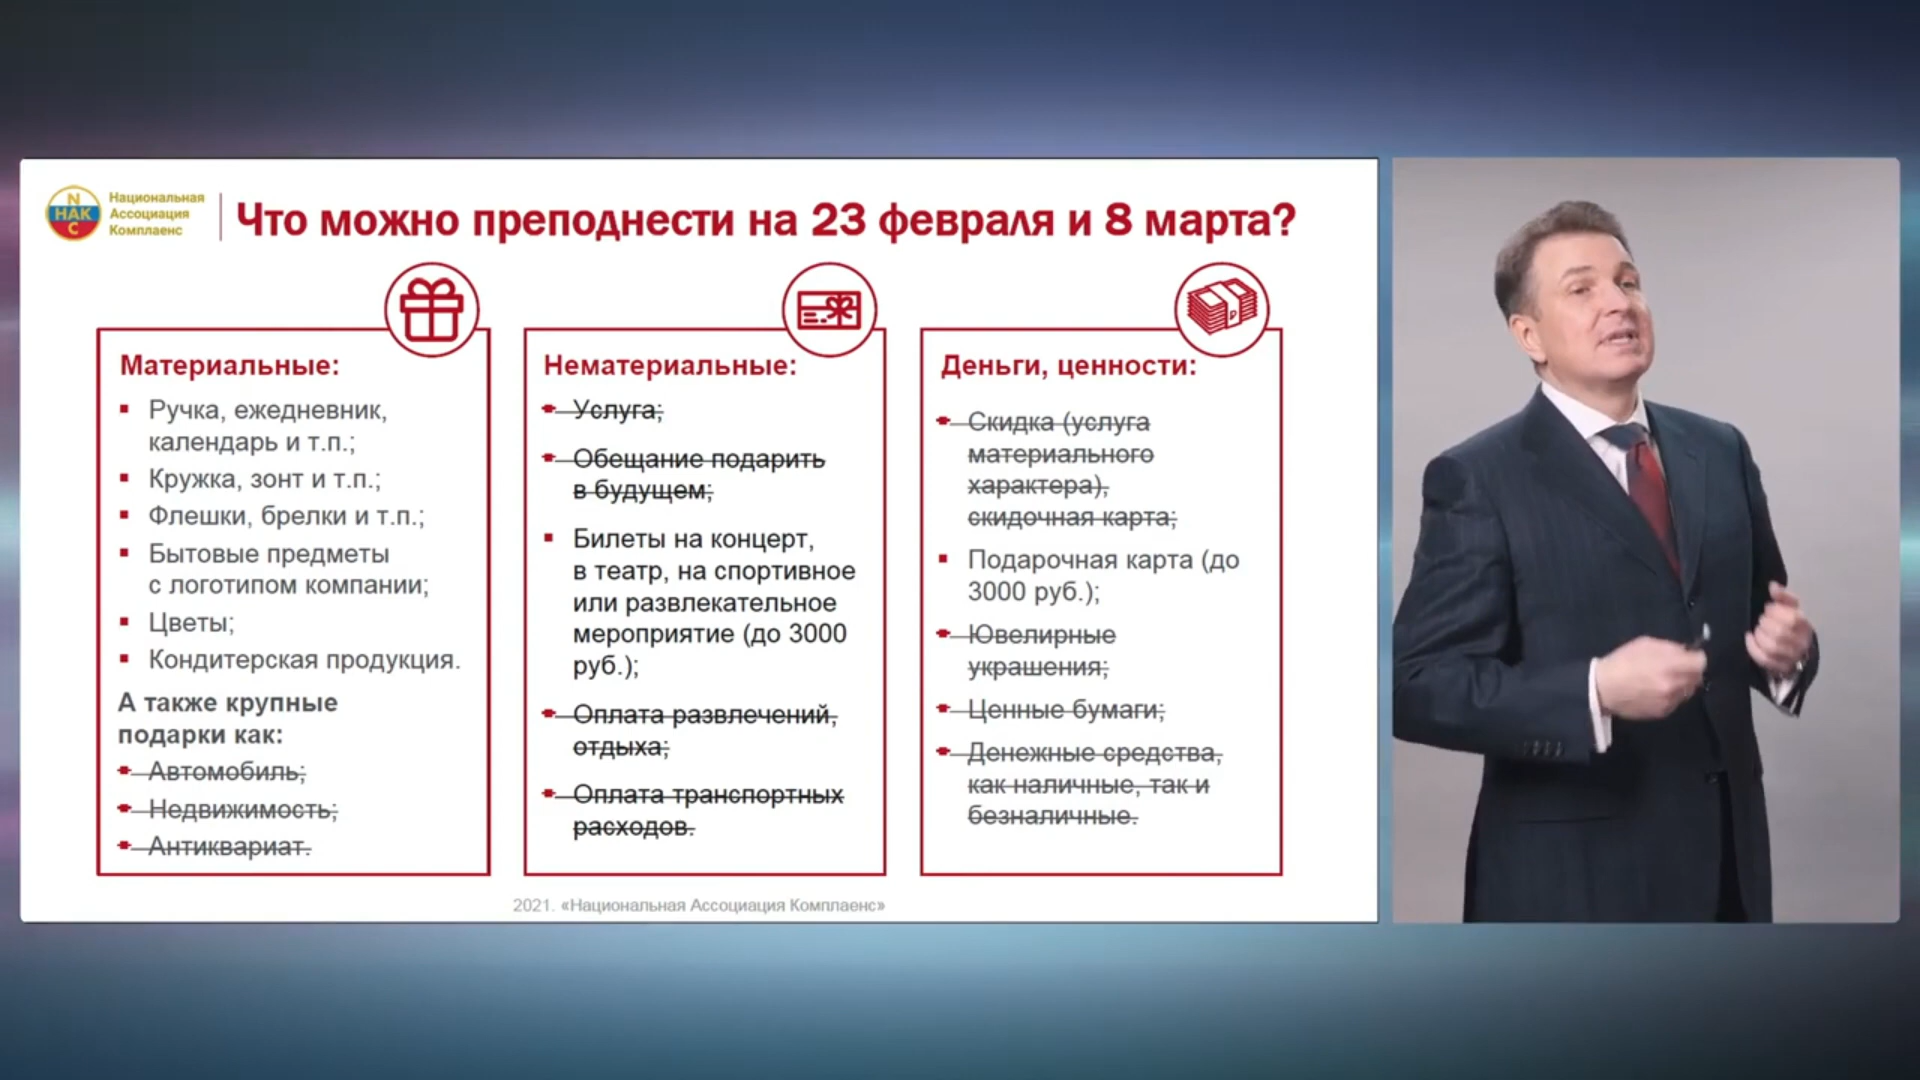 N
НАК
C
Национальная
Ассоциация
Комплаенс
Что можно преподнести на 23 февраля и 8 марта?
Материальные:
Ручка, ежедневник,
календарь и т.п.;
Кружка, зонт и т.п.;
Флешки, брелки и т.п.;
Бытовые предметы
с логотипом компании;
Цветы;
Кондитерская продукция.
А также крупные
подарки как:
Автомобиль;
Недвижимость;
Антиквариат.
Нематериальные:
Услуга;
Обещание подарить
в будущем;
Билеты на концерт,
в театр, на спортивное
или развлекательное
мероприятие (до 3000
руб.);
Оплата развлечений,
отдыха;
Оплата транспортных
расходов.
Деньги, ценности:
Скидка (услуга
материального
характера),
скидочная карта;
Подарочная карта (до
3000 руб.);
Ювелирные
украшения;
Ценные бумаги;
Денежные средства,
как наличные, так и
безналичные.
2021. «Национальная Ассоциация Комплаенс»